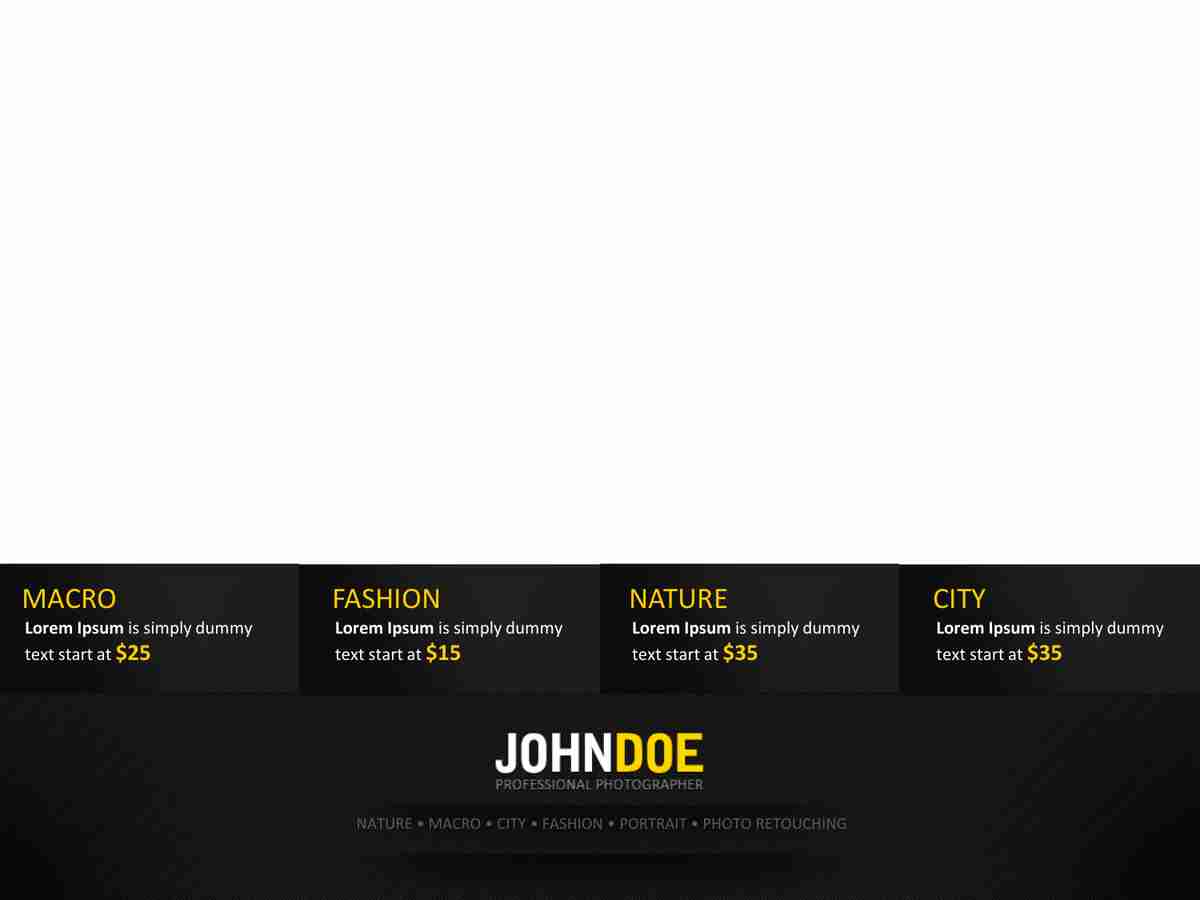 MACRO
Lorem Ipsum is simply dummy
text start at $25
FASHION
Lorem Ipsum is simply dummy
text start at $15
NATURE
Lorem Ipsum is simply dummy
text start at $35
CITY
Lorem Ipsum is simply dummy
text start at $35
JOHNDOE
PROFESSIONAL PHOTOGRAPHER
NATURE • MACRO • CITY • FASHION • PORTRAIT • PHOTO RETOUCHING